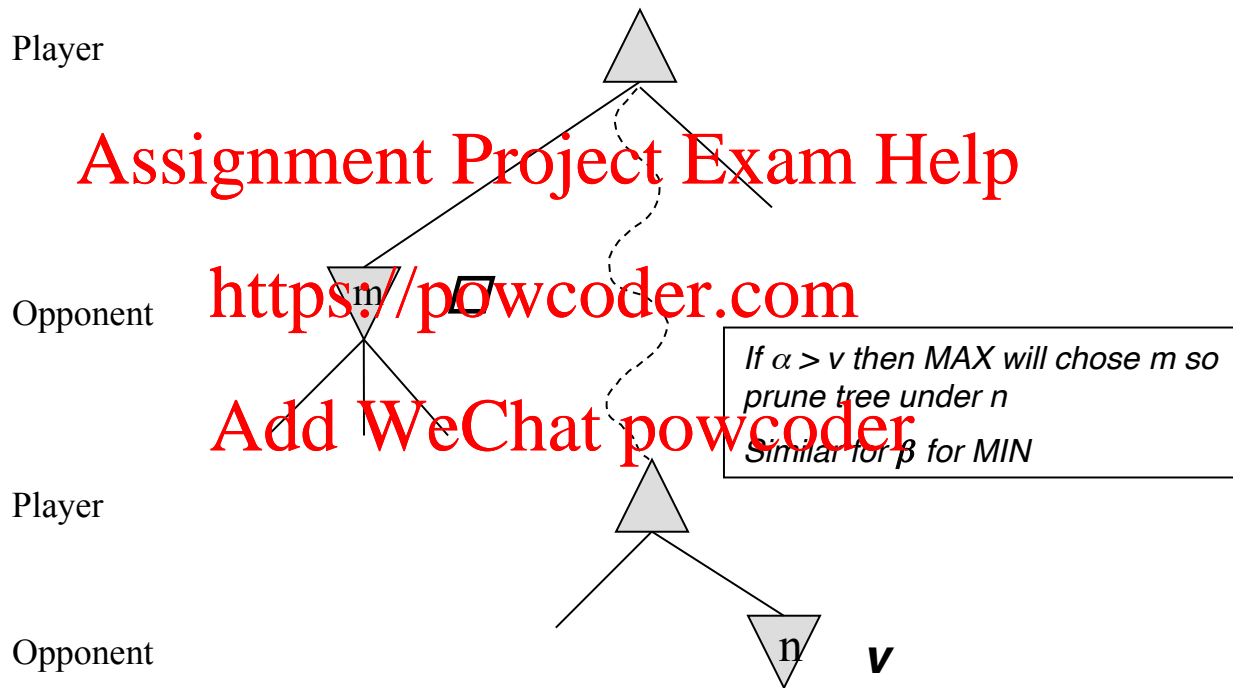 Player
Assignment Project Exam Help
m
Opponent
https://powcoder.com
If α > v then MAX will chose m so
prune tree under n
Add WeChat powcoder
Similar for β for MIN
Player
n
Opponent
v